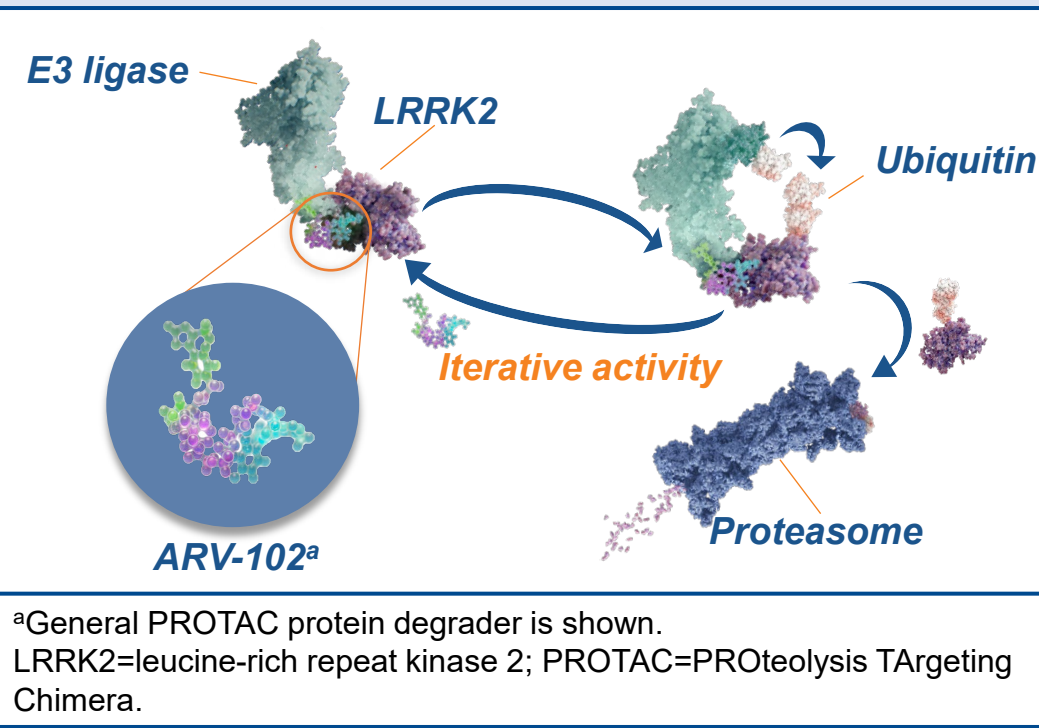 E3 ligase
LRRK2
Ubiquitin
Iterative activity
Proteasome
ARV-102ᵃ
ᵃGeneral PROTAC protein degrader is shown.
LRRK2=leucine-rich repeat kinase 2; PROTAC=PROteolysis TArgeting
Chimera.